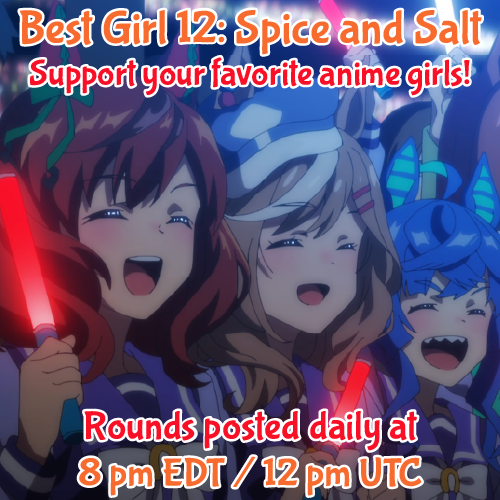 Best Girl 12: Spice and Salt
Support your favorite anime girls!
Rounds posted daily at
8 pm EDT / 12 pm UTC